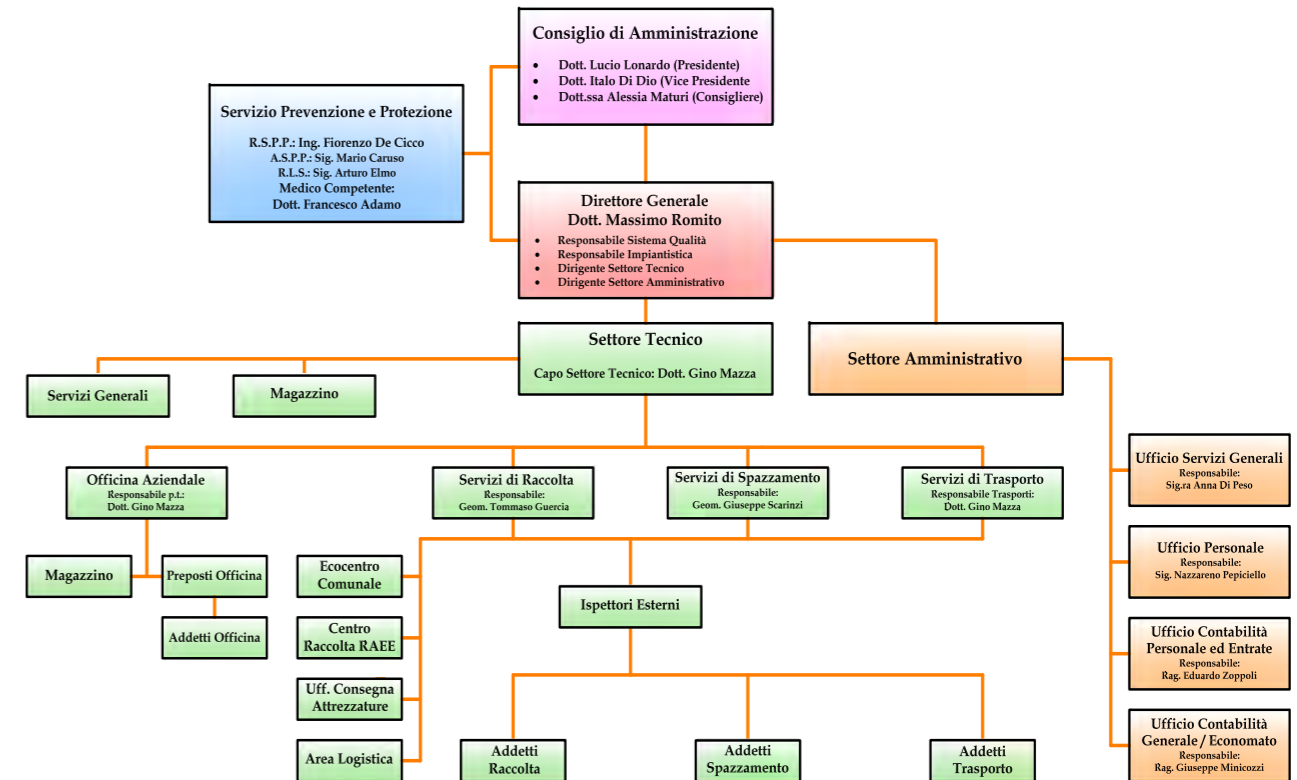 Consiglio di Amministrazione
• Dott. Lucio Lonardo (Presidente)
• Dott. Italo Di Dio (Vice Presidente
• Dott.ssa Alessia Maturi (Consigliere)
Servizio Prevenzione e Protezione
R.S.P.P.: Ing. Fiorenzo De Cicco
A.S.P.P.: Sig. Mario Caruso
R.L.S.: Sig. Arturo Elmo
Medico Competente:
Dott. Francesco Adamo
Direttore Generale
Dott. Massimo Romito
• Responsabile Sistema Qualità
• Responsabile Impiantistica
• Dirigente Settore Tecnico
• Dirigente Settore Amministrativo
Settore Tecnico
Capo Settore Tecnico: Dott. Gino Mazza
Settore Amministrativo
Servizi Generali
Magazzino
Officina Aziendale
Responsabile p.t.:
Dott. Gino Mazza
Servizi di Raccolta
Responsabile:
Geom. Tommaso Guercia
Servizi di Spazzamento
Responsabile:
Geom. Giuseppe Scarinzi
Servizi di Trasporto
Responsabile Trasporti:
Dott. Gino Mazza
Ufficio Servizi Generali
Responsabile:
Sig.ra Anna Di Peso
Ufficio Personale
Responsabile:
Sig. Nazzareno Pepiciello
Ufficio Contabilità
Personale ed Entrate
Responsabile:
Rag. Eduardo Zoppoli
Ufficio Contabilità
Generale / Economato
Responsabile:
Rag. Giuseppe Minicozzi
Magazzino
Preposti Officina
Addetti Officina
Ecocentro
Comunale
Centro
Raccolta RAEE
Uff. Consegna
Attrezzature
Area Logistica
Ispettori Esterni
Addetti
Raccolta
Addetti
Spazzamento
Addetti
Trasporto